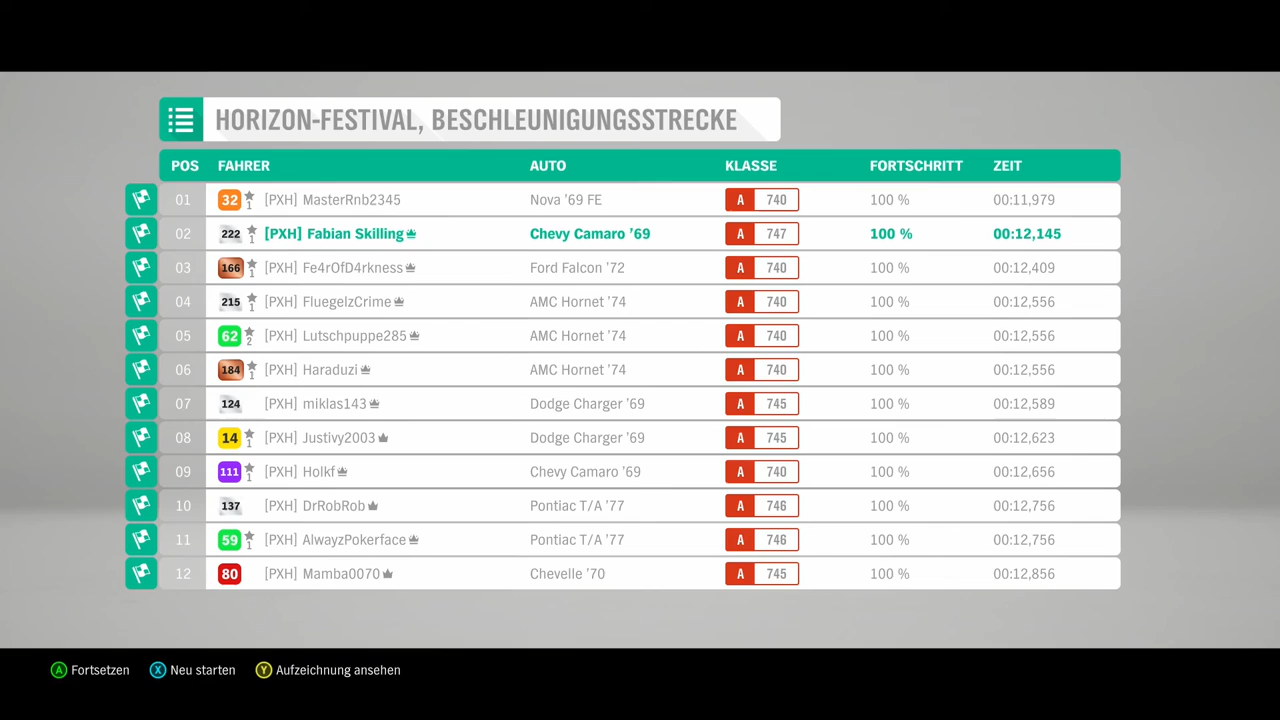 HORIZON-FESTIVAL, BESCHLEUNIGUNGSSTRECKE
POS FAHRER AUTO KLASSE FORTSCHRITT ZEIT
01 32 1 [PXH] MasterRnb2345 Nova '69 FE A 740 100 % 00:11,979
02 222 1 [PXH] Fabian Skilling Chevy Camaro '69 A 747 100 % 00:12,145
03 166 1 [PXH] Fe4rOfD4rkness Ford Falcon '72 A 740 100 % 00:12,409
04 215 1 [PXH] FluegelzCrime AMC Hornet '74 A 740 100 % 00:12,556
05 62 2 [PXH] Lutschpuppe285 AMC Hornet '74 A 740 100 % 00:12,556
06 184 1 [PXH] Haraduzi AMC Hornet '74 A 740 100 % 00:12,556
07 124 [PXH] miklas143 Dodge Charger '69 A 745 100 % 00:12,589
08 14 1 [PXH] Justivy2003 Dodge Charger '69 A 745 100 % 00:12,623
09 111 1 [PXH] Holkf Chevy Camaro '69 A 740 100 % 00:12,656
10 137 [PXH] DrRobRob Pontiac T/A '77 A 746 100 % 00:12,756
11 59 1 [PXH] AlwayzPokerface Pontiac T/A '77 A 746 100 % 00:12,756
12 80 [PXH] Mamba0070 Chevelle '70 A 745 100 % 00:12,856
A Fortsetzen X Neu starten Y Aufzeichnung ansehen